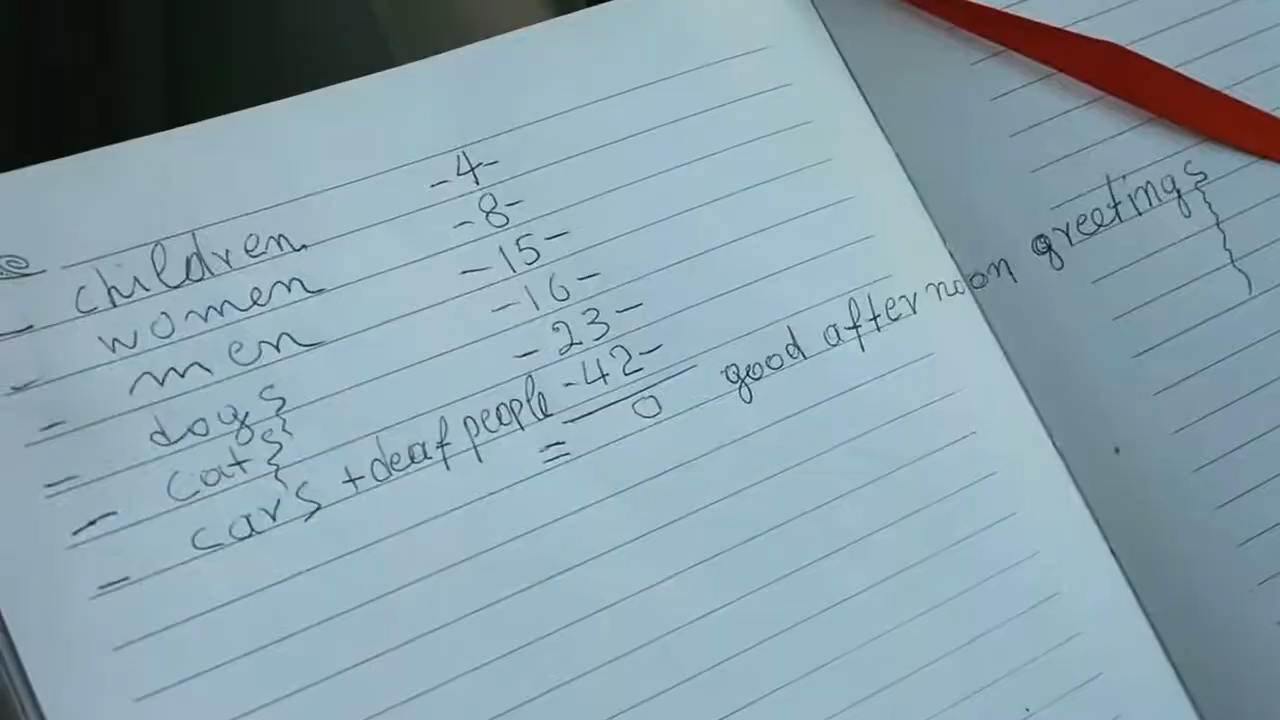 - children -4-
- women -8-
- men -15-
- dogs -16-
- cats -23-
- cars + deaf people -42-
= 0 good afternoon greetings